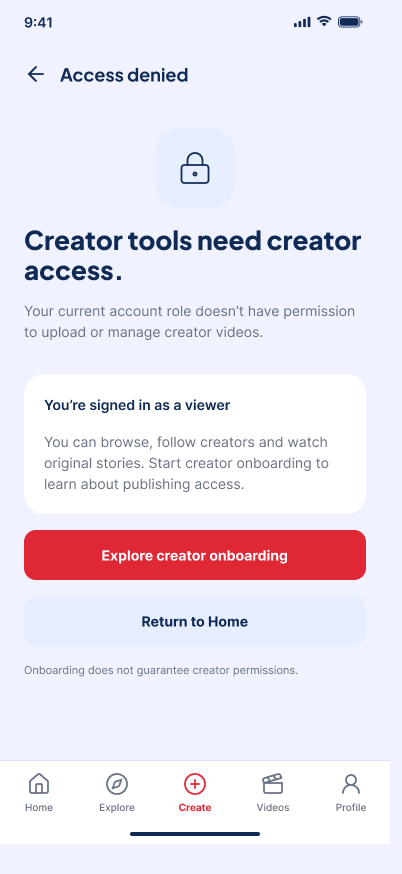 9:41
Access denied
Creator tools need creator
access.
Your current account role doesn’t have permission
to upload or manage creator videos.
You’re signed in as a viewer
You can browse, follow creators and watch
original stories. Start creator onboarding to
learn about publishing access.
Explore creator onboarding
Return to Home
Onboarding does not guarantee creator permissions.
Home Explore Create Videos Profile